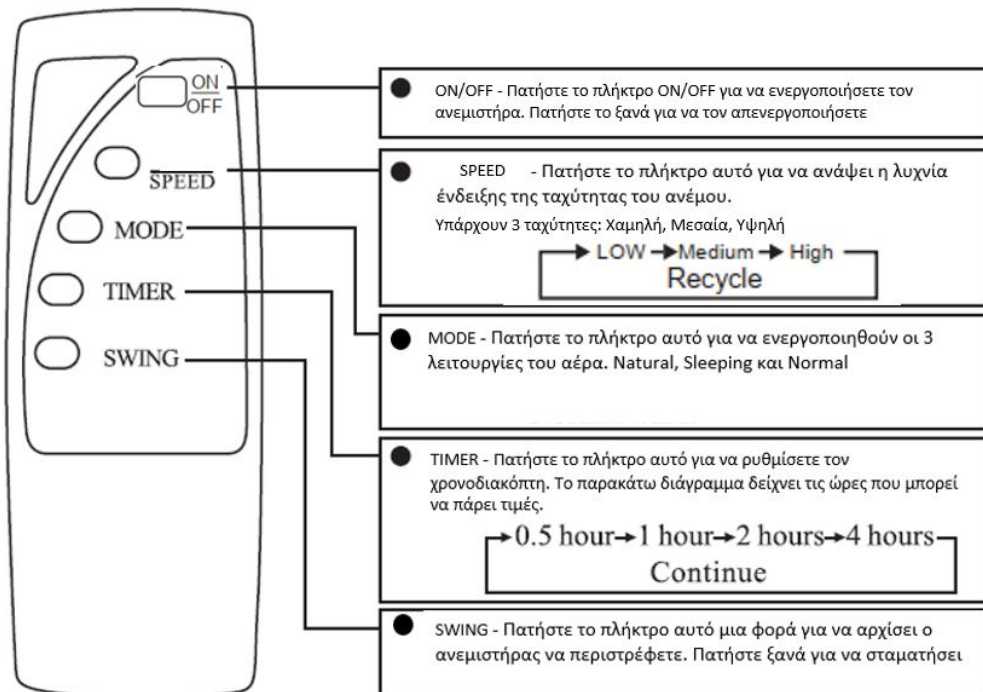 ON
OFF
SPEED
MODE
TIMER
SWING
ON/OFF - Πατήστε το πλήκτρο ON/OFF για να ενεργοποιήσετε τον
ανεμιστήρα. Πατήστε το ξανά για να τον απενεργοποιήσετε
SPEED - Πατήστε το πλήκτρο αυτό για να ανάψει η λυχνία
ένδειξης της ταχύτητας του ανέμου.
Υπάρχουν 3 ταχύτητες: Χαμηλή, Μεσαία, Υψηλή
LOW Medium High
Recycle
MODE - Πατήστε το πλήκτρο αυτό για να ενεργοποιηθούν οι 3
λειτουργίες του αέρα. Natural, Sleeping και Normal
TIMER - Πατήστε το πλήκτρο αυτό για να ρυθμίσετε τον
χρονοδιακόπτη. Το παρακάτω διάγραμμα δείχνει τις ώρες που μπορεί
να πάρει τιμές.
0.5 hour 1 hour 2 hours 4 hours
Continue
SWING - Πατήστε το πλήκτρο αυτό μια φορά για να αρχίσει ο
ανεμιστήρας να περιστρέφετε. Πατήστε ξανά για να σταματήσει